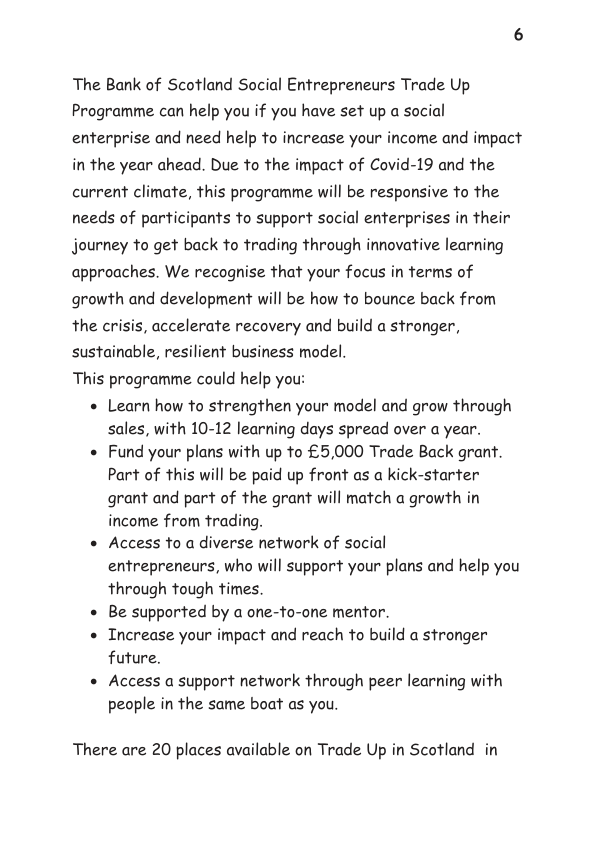 6
The Bank of Scotland Social Entrepreneurs Trade Up
Programme can help you if you have set up a social
enterprise and need help to increase your income and impact
in the year ahead. Due to the impact of Covid-19 and the
current climate, this programme will be responsive to the
needs of participants to support social enterprises in their
journey to get back to trading through innovative learning
approaches. We recognise that your focus in terms of
growth and development will be how to bounce back from
the crisis, accelerate recovery and build a stronger,
sustainable, resilient business model.
This programme could help you:
• Learn how to strengthen your model and grow through
sales, with 10-12 learning days spread over a year.
• Fund your plans with up to £5,000 Trade Back grant.
Part of this will be paid up front as a kick-starter
grant and part of the grant will match a growth in
income from trading.
• Access to a diverse network of social
entrepreneurs, who will support your plans and help you
through tough times.
• Be supported by a one-to-one mentor.
• Increase your impact and reach to build a stronger
future.
• Access a support network through peer learning with
people in the same boat as you.
There are 20 places available on Trade Up in Scotland  in